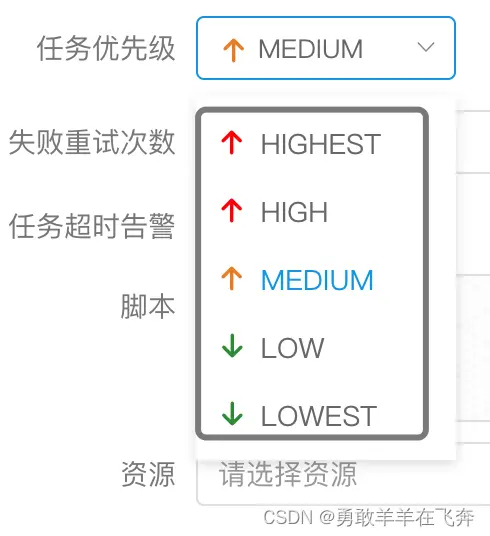 任务优先级 MEDIUM
失败重试次数 HIGHEST
HIGH
任务超时告警
MEDIUM
脚本
LOW
LOWEST
资源 请选择资源
CSDN @勇敢羊羊在飞奔